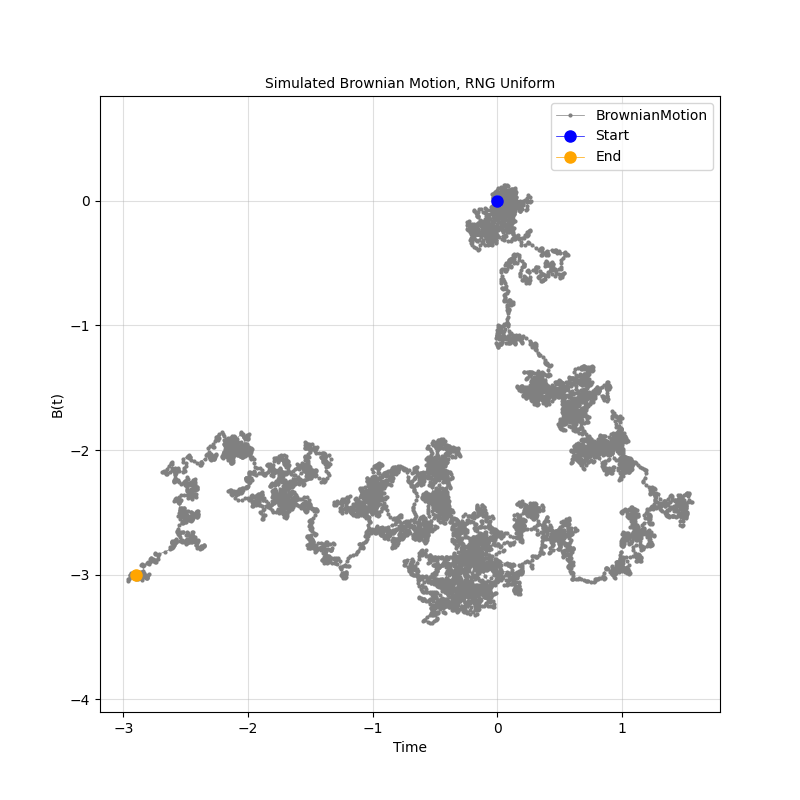 Simulated Brownian Motion, RNG Uniform
BrownianMotion
Start
End
0
−1
−2
−3
−4
B(t)
−3
−2
−1
0
1
Time